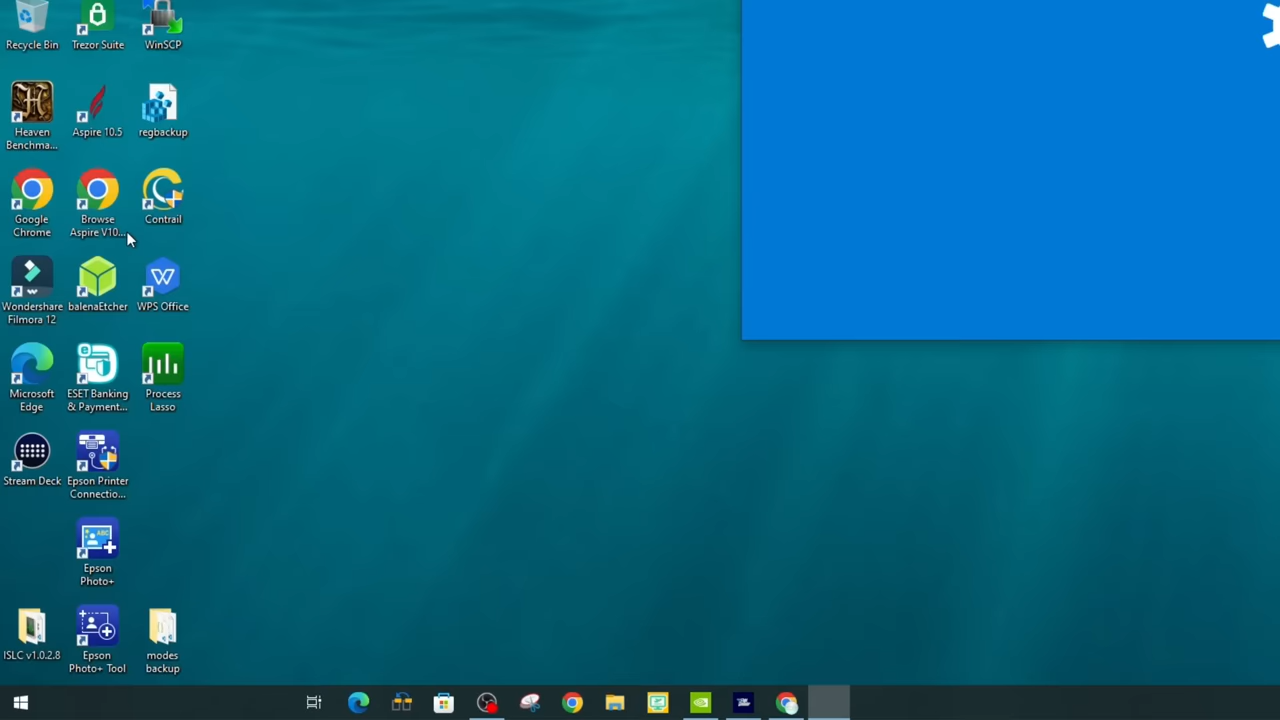 Recycle Bin
Trezor Suite
WinSCP
Heaven
Benchma...
Aspire 10.5
regbackup
Google
Chrome
Browse
Aspire V10...
Contrail
Wondershare
Filmora 12
balenaEtcher
WPS Office
Microsoft
Edge
ESET Banking
& Payment...
Process
Lasso
Stream Deck
Epson Printer
Connectio...
Epson
Photo+
ISLC v1.0.2.8
Epson
Photo+ Tool
modes
backup